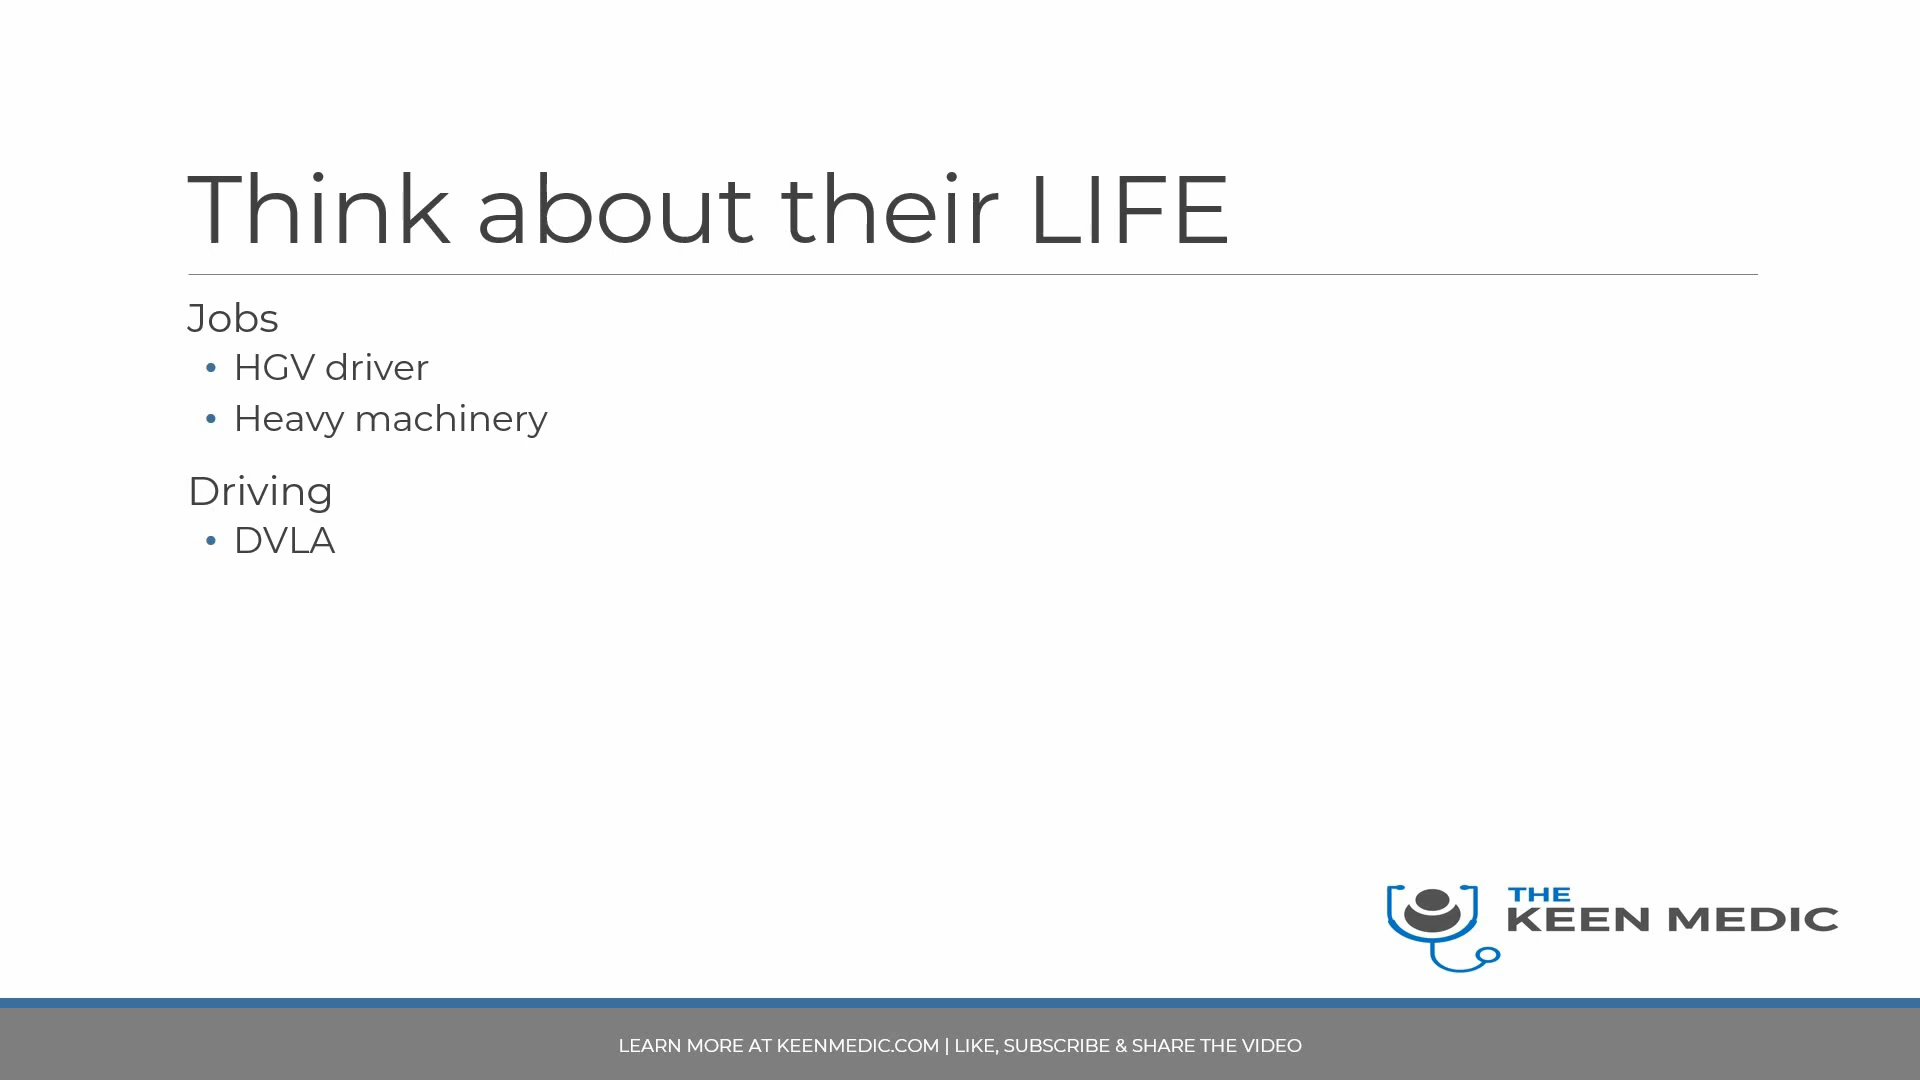 Think about their LIFE
Jobs
• HGV driver
• Heavy machinery
Driving
• DVLA
THE
KEEN MEDIC
LEARN MORE AT KEENMEDIC.COM | LIKE, SUBSCRIBE & SHARE THE VIDEO